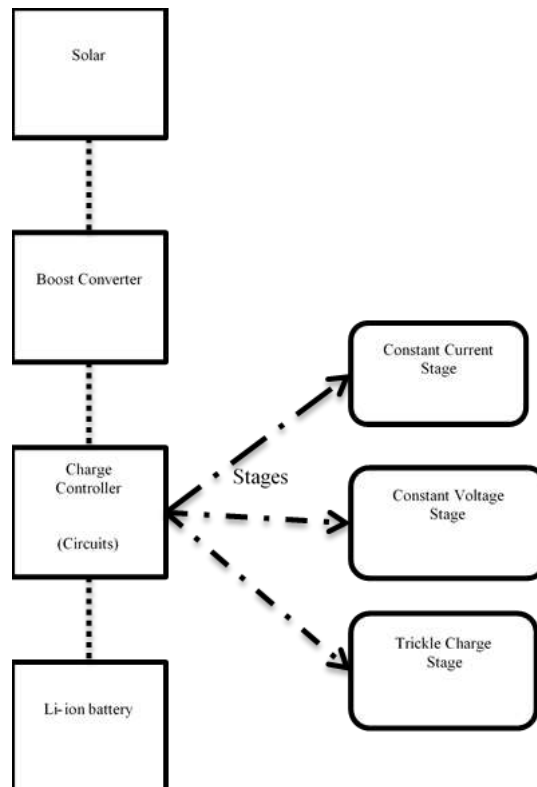 Solar
Boost Converter
Charge
Controller
(Circuits)
Li-ion battery
Stages
Constant Current
Stage
Constant Voltage
Stage
Trickle Charge
Stage